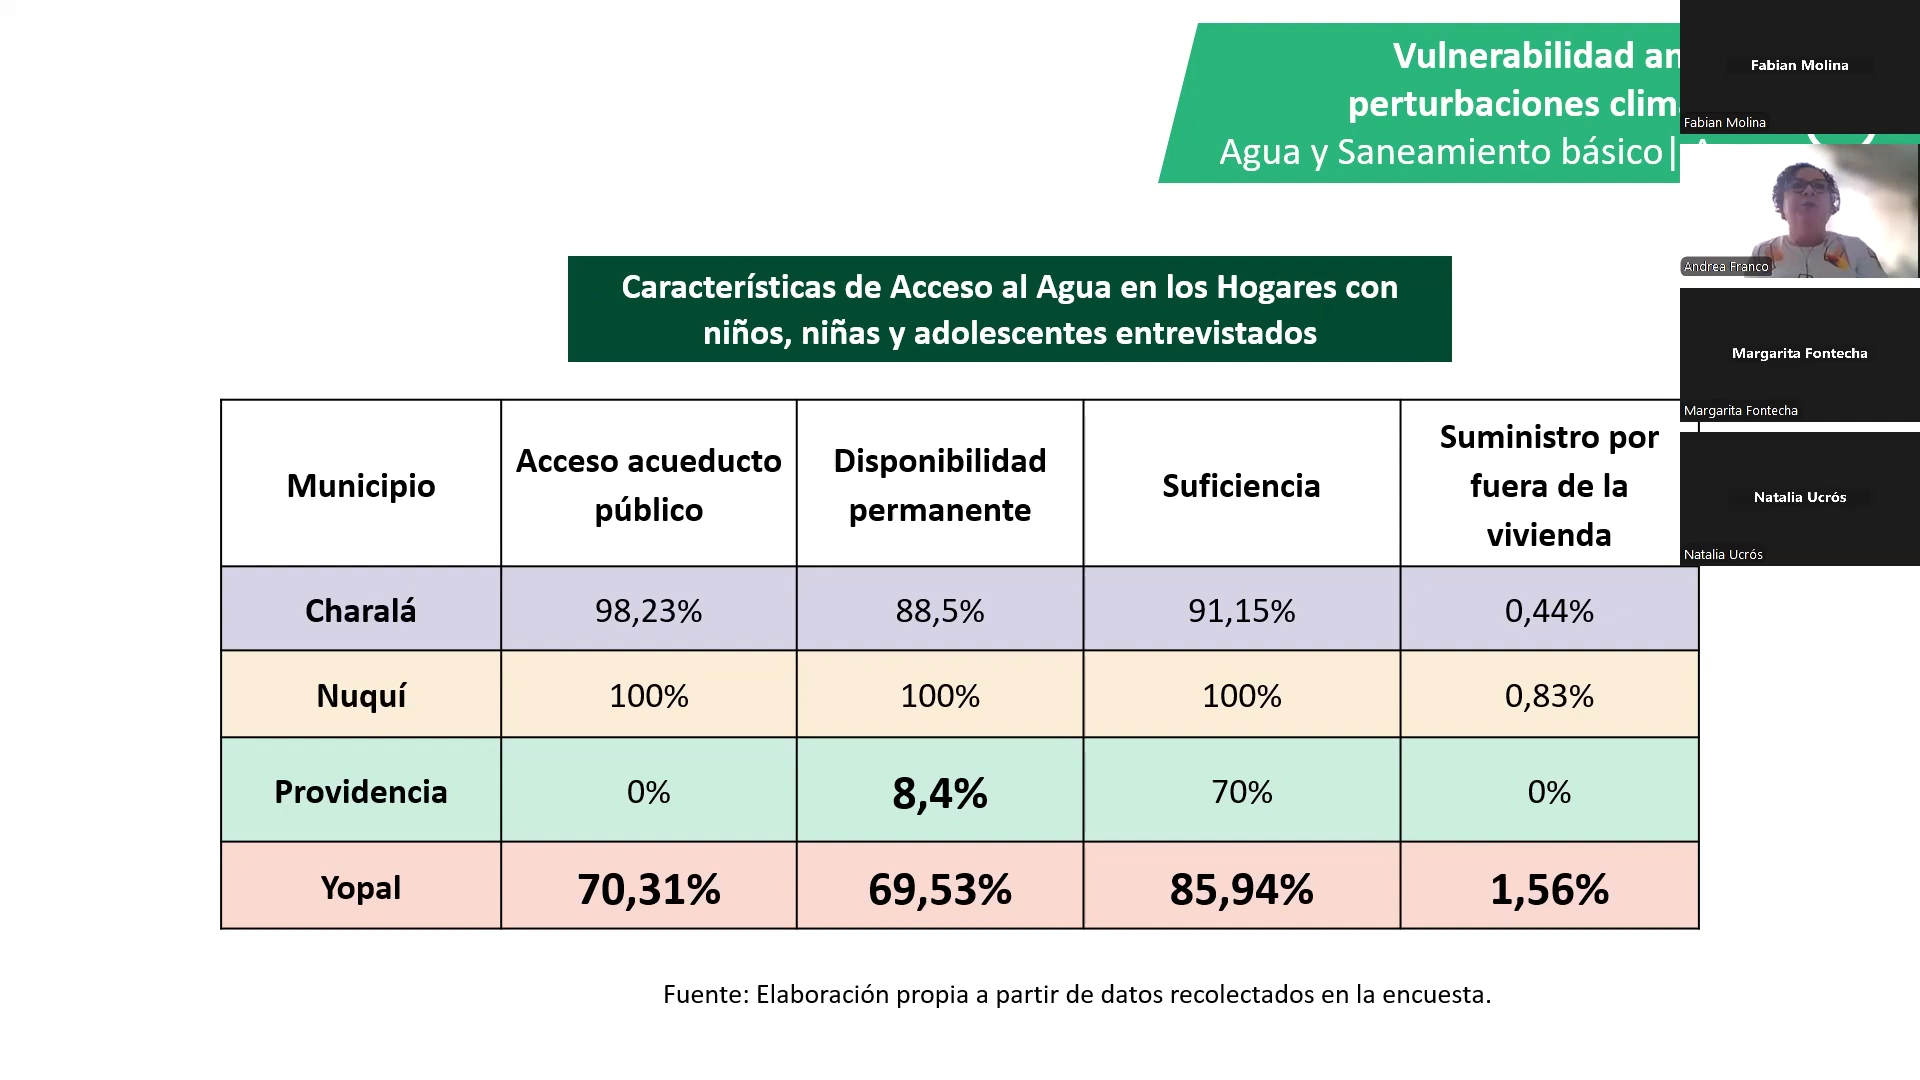 Vulnerabilidad
perturbaciones
Agua y Saneamiento básico|
Fabian Molina
Fabian Molina
Andrea Franco
Margarita Fontecha
Margarita Fontecha
Natalia Ucrós
Natalia Ucrós
Características de Acceso al Agua en los Hogares con
niños, niñas y adolescentes entrevistados
Municipio
Acceso acueducto
público
Disponibilidad
permanente
Suficiencia
Suministro por
fuera de la
vivienda
Charalá 98,23% 88,5% 91,15% 0,44%
Nuquí 100% 100% 100% 0,83%
Providencia 0% 8,4% 70% 0%
Yopal 70,31% 69,53% 85,94% 1,56%
Fuente: Elaboración propia a partir de datos recolectados en la encuesta.